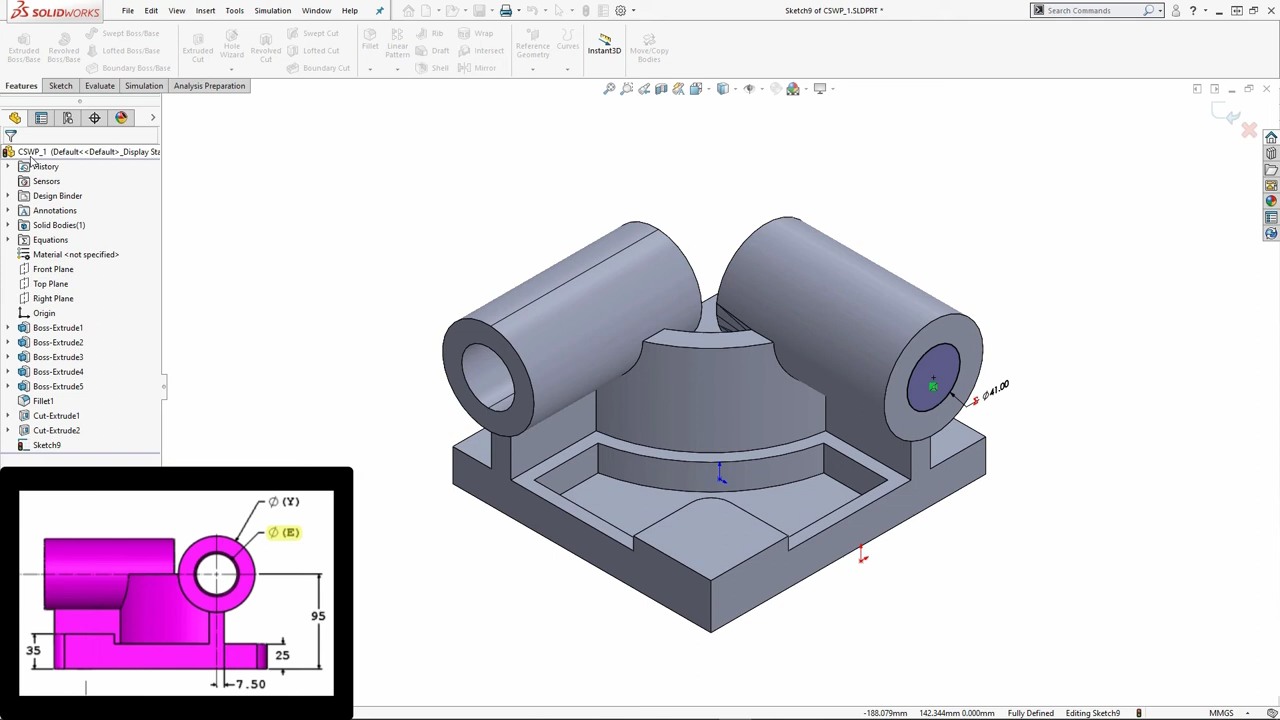 SOLIDWORKS File Edit View Insert Tools Simulation Window Help Sketch9 of CSWP_1.SLDPRT * Search Commands
Extruded Boss/Base
Revolved Boss/Base
Swept Boss/Base
Lofted Boss/Base
Boundary Boss/Base
Extruded Cut
Hole Wizard
Revolved Cut
Swept Cut
Lofted Cut
Boundary Cut
Fillet
Linear Pattern
Rib
Draft
Shell
Wrap
Intersect
Mirror
Reference Geometry
Curves
Instant3D
Move/Copy Bodies
Features Sketch Evaluate Simulation Analysis Preparation
CSWP_1 (Default<<Default>_Display Sta
History
Sensors
Design Binder
Annotations
Solid Bodies(1)
Equations
Material <not specified>
Front Plane
Top Plane
Right Plane
Origin
Boss-Extrude1
Boss-Extrude2
Boss-Extrude3
Boss-Extrude4
Boss-Extrude5
Fillet1
Cut-Extrude1
Cut-Extrude2
Sketch9
Ø41.00
Ø(Y)
Ø(E)
95
35
25
7.50
-188.079mm 142.344mm 0.000mm Fully Defined Editing Sketch9 MMGS